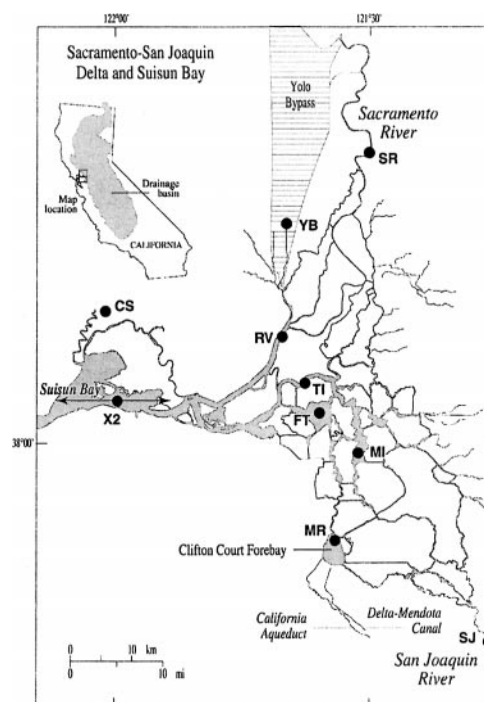 122°00'
121°30'
Sacramento-San Joaquin
Delta and Suisun Bay
Yolo
Bypass
Sacramento
River
SR
Drainage
basin
Map
location
CALIFORNIA
YB
CS
RV
Suisun Bay
TI
X2
FT
38°00'
MI
MR
Clifton Court Forebay
California
Aqueduct
Delta-Mendota
Canal
SJ
San Joaquin
River
0 10 km
0 10 mi